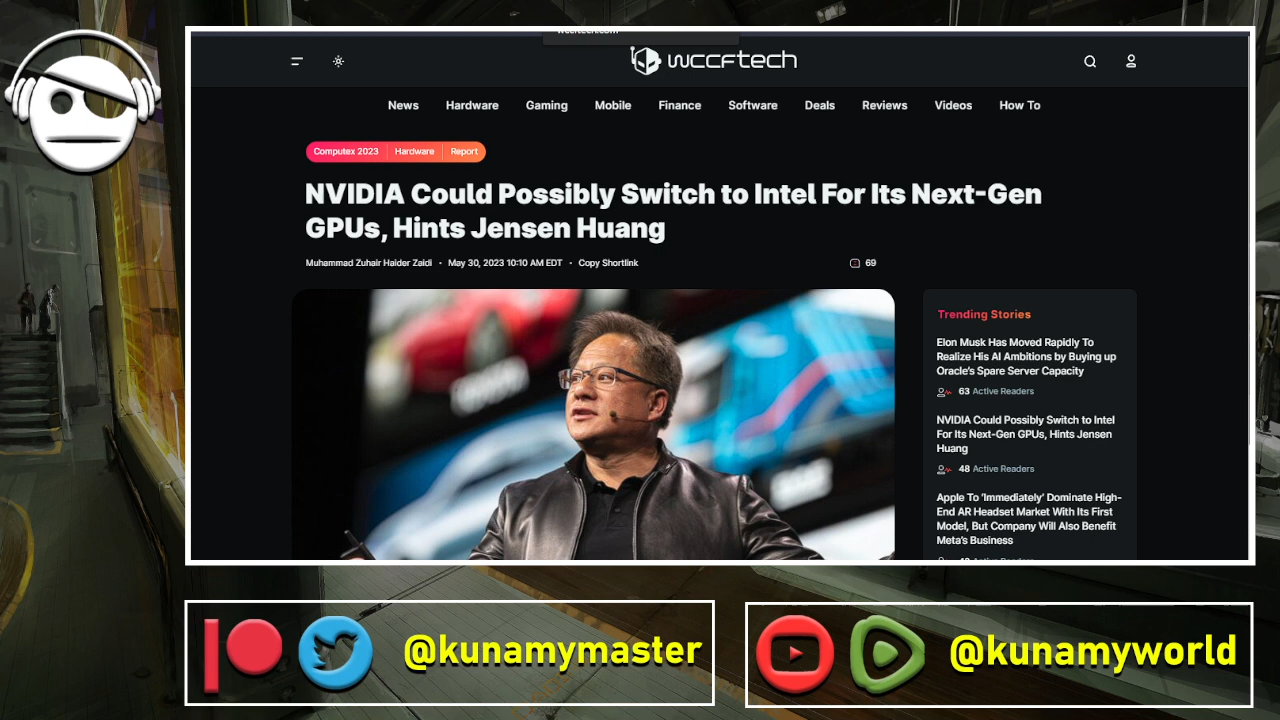 wccftech
News Hardware Gaming Mobile Finance Software Deals Reviews Videos How To
Computex 2023 Hardware Report
NVIDIA Could Possibly Switch to Intel For Its Next-Gen
GPUs, Hints Jensen Huang
Muhammad Zuhair Haider Zaidi • May 30, 2023 10:10 AM EDT • Copy Shortlink
69
Trending Stories
Elon Musk Has Moved Rapidly To
Realize His AI Ambitions by Buying up
Oracle's Spare Server Capacity
63 Active Readers
NVIDIA Could Possibly Switch to Intel
For Its Next-Gen GPUs, Hints Jensen
Huang
48 Active Readers
Apple To ‘Immediately’ Dominate High-
End AR Headset Market With Its First
Model, But Company Will Also Benefit
Meta's Business
@kunamymaster
@kunamyworld